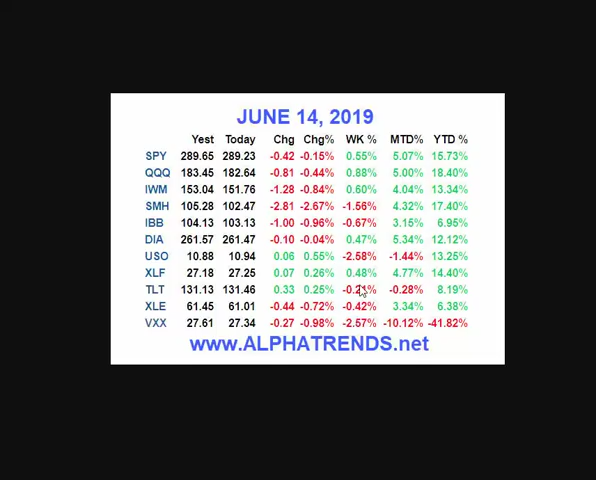 JUNE 14, 2019
Yest Today Chg Chg% WK % MTD% YTD %
SPY 289.65 289.23 -0.42 -0.15% 0.55% 5.07% 15.73%
QQQ 183.45 182.64 -0.81 -0.44% 0.88% 5.00% 18.40%
IWM 153.04 151.76 -1.28 -0.84% 0.60% 4.04% 13.34%
SMH 105.28 102.47 -2.81 -2.67% -1.56% 4.32% 17.40%
IBB 104.13 103.13 -1.00 -0.96% -0.67% 3.15% 6.95%
DIA 261.57 261.47 -0.10 -0.04% 0.47% 5.34% 12.12%
USO 10.88 10.94 0.06 0.55% -2.58% -1.44% 13.25%
XLF 27.18 27.25 0.07 0.26% 0.48% 4.77% 14.40%
TLT 131.13 131.46 0.33 0.25% -0.28% 8.19%
XLE 61.45 61.01 -0.44 -0.72% -0.42% 3.34% 6.38%
VXX 27.61 27.34 -0.27 -0.98% -2.57% -10.12% -41.82%
www.ALPHATRENDS.net